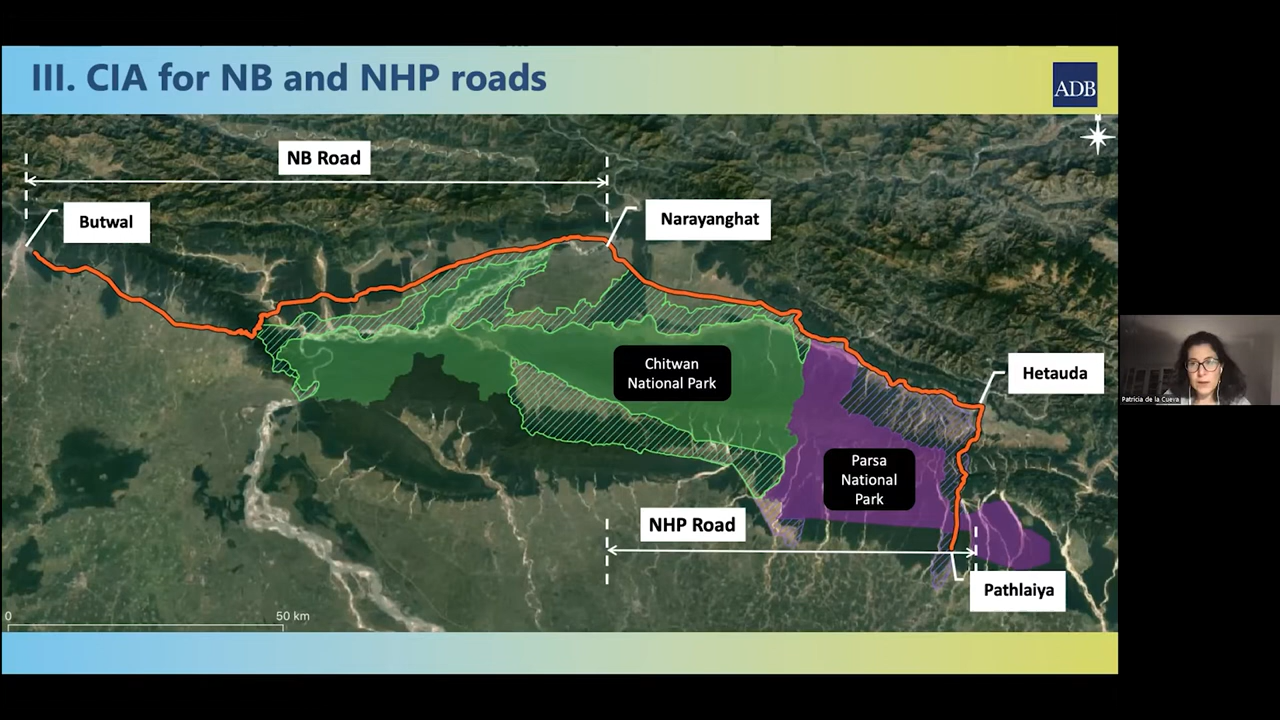 III. CIA for NB and NHP roads
ADB
NB Road
Butwal
Narayanghat
Chitwan
National Park
Hetauda
Parsa
National
Park
NHP Road
Pathlaiya
0
50 km
Patricia de la Cueva